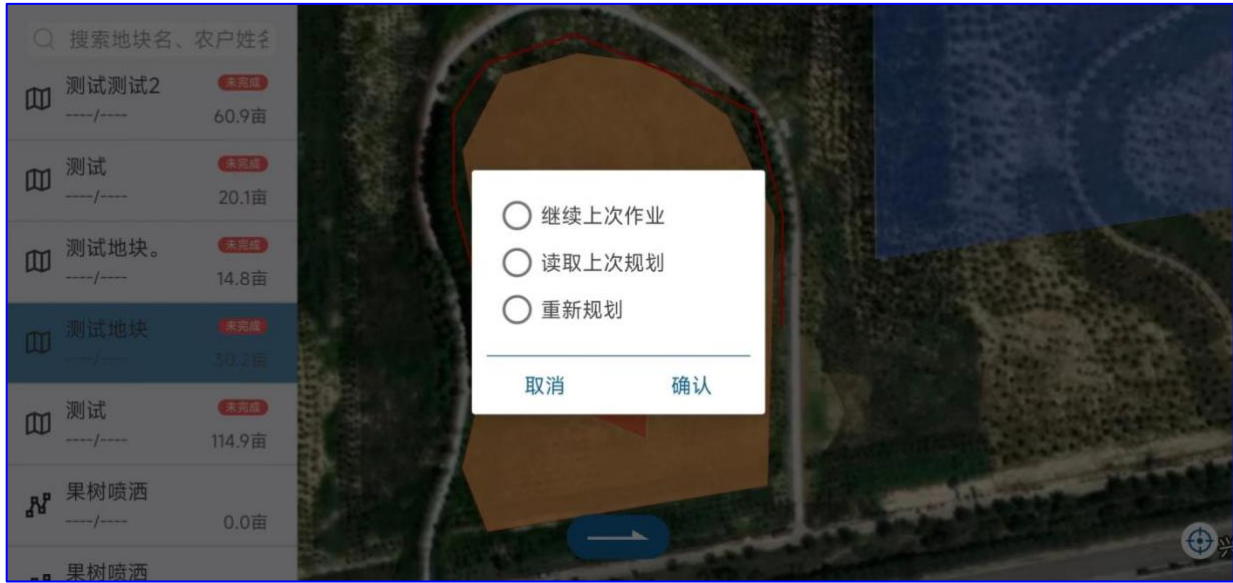 搜索地块名、农户姓名
测试测试2 未完成
----/---- 60.9亩
测试 未完成
----/---- 20.1亩
测试地块。 未完成
----/---- 14.8亩
测试地块 未完成
----/---- 30.2亩
测试 未完成
----/---- 114.9亩
果树喷洒
----/---- 0.0亩
果树喷洒
继续上次作业
读取上次规划
重新规划
取消 确认
兴